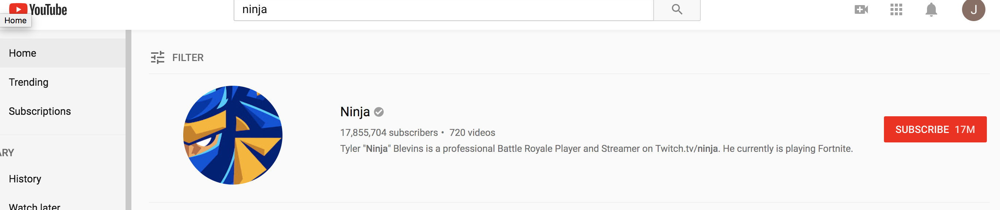 YouTube
ninja
J
Home
Home
Trending
Subscriptions
ARY
History
Watch later
FILTER
Ninja
17,855,704 subscribers • 720 videos
Tyler "Ninja" Blevins is a professional Battle Royale Player and Streamer on Twitch.tv/ninja. He currently is playing Fortnite.
SUBSCRIBE 17M